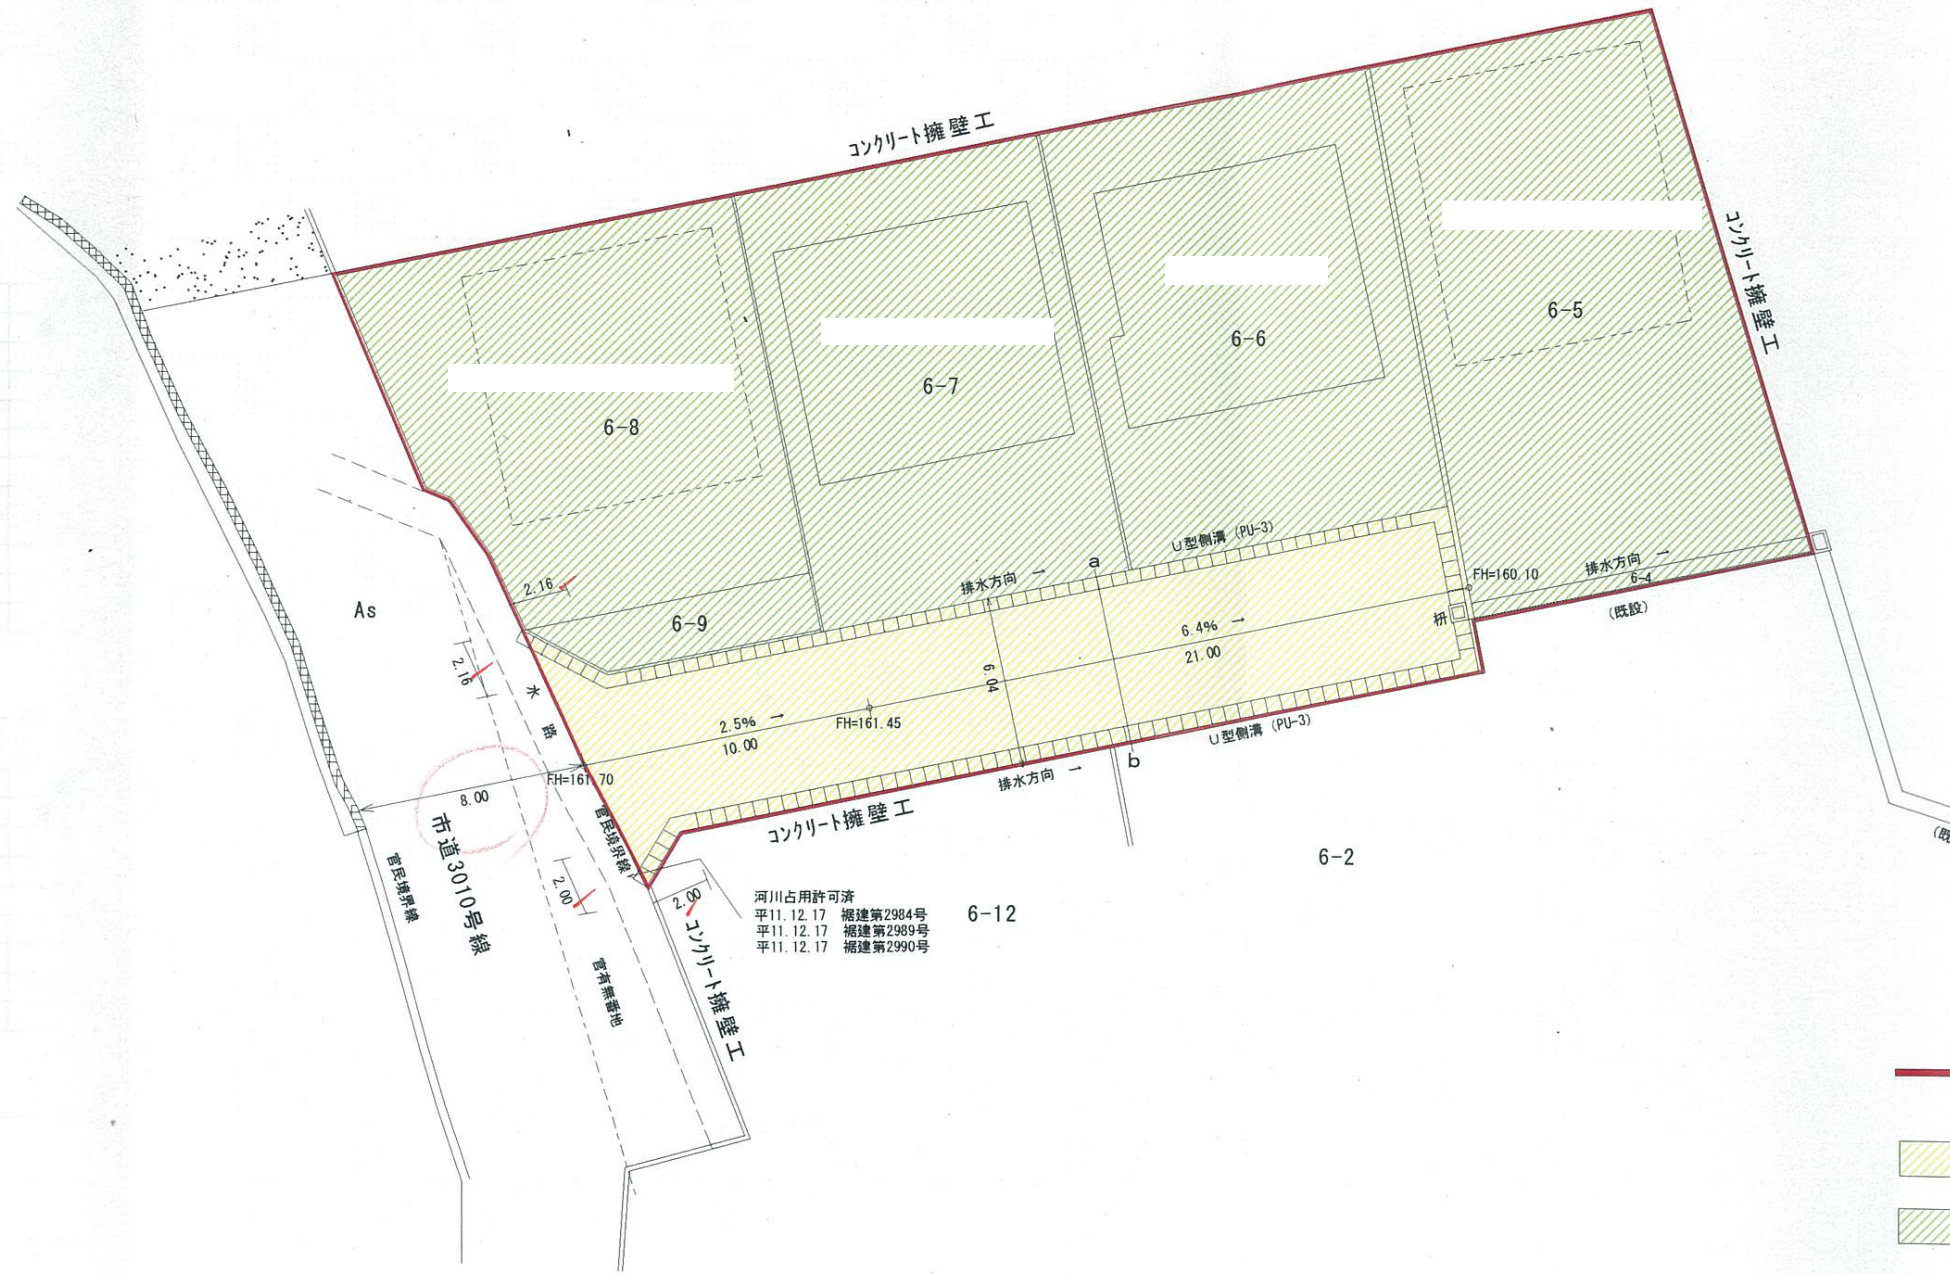 コンクリート擁壁工
コンクリート擁壁工
6-5
6-6
6-7
6-8
6-9
U型側溝 (PU-3)
a
排水方向 →
FH=160.10
排水方向 →
6-4
(既設)
枡
2.16
As
2.16
水路
6.4% →
21.00
6.04
2.5% →
10.00
FH=161.45
FH=161.70
8.00
U型側溝 (PU-3)
b
排水方向 →
コンクリート擁壁工
官民境界線
市道3010号線
官民境界線
2.00
2.00
河川占用許可済
平11.12.17 裾建第2984号
平11.12.17 裾建第2989号
平11.12.17 裾建第2990号
6-12
6-2
コンクリート擁壁工
官有無番地